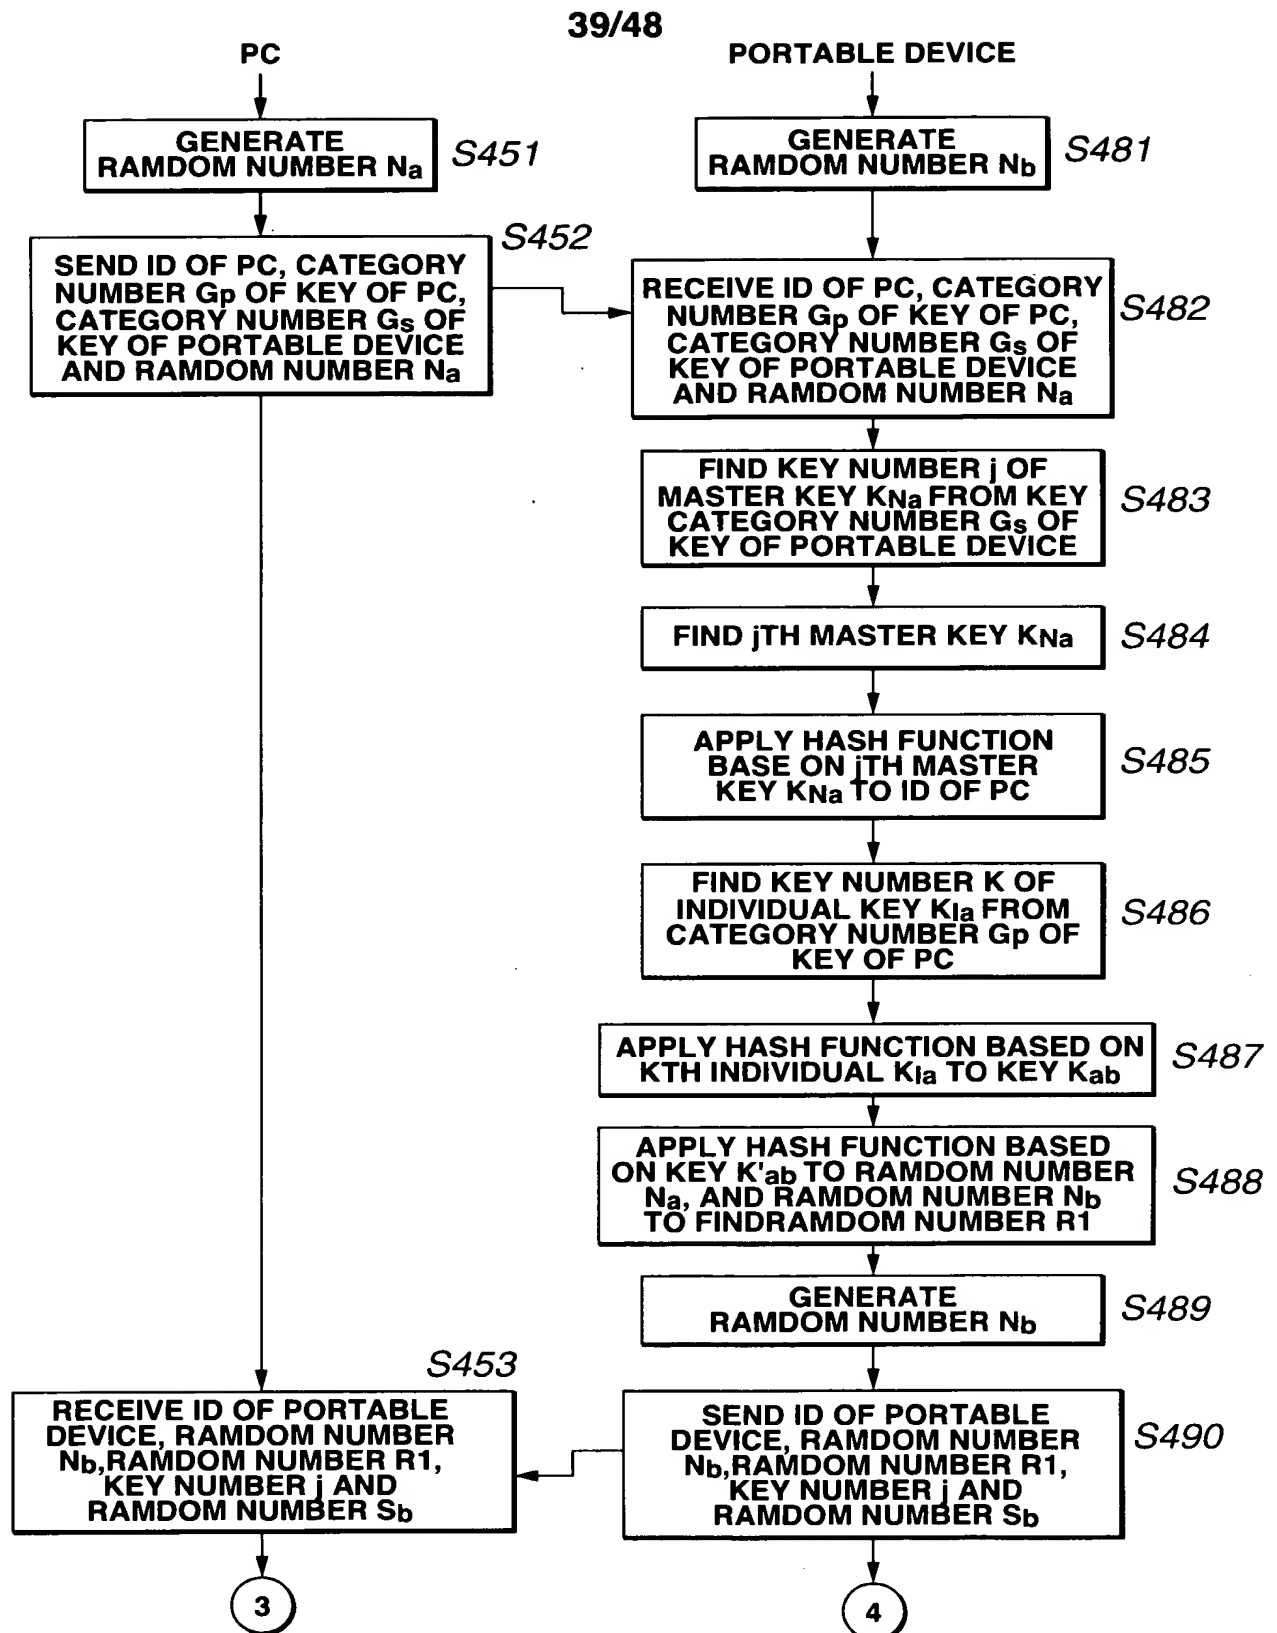 39/48
PC
GENERATE
RAMDOM NUMBER Na
S451
S452
SEND ID OF PC, CATEGORY
NUMBER Gp OF KEY OF PC,
CATEGORY NUMBER Gs OF
KEY OF PORTABLE DEVICE
AND RAMDOM NUMBER Na
S453
RECEIVE ID OF PORTABLE
DEVICE, RAMDOM NUMBER
Nb,RAMDOM NUMBER R1,
KEY NUMBER j AND
RAMDOM NUMBER Sb
3
PORTABLE DEVICE
GENERATE
RAMDOM NUMBER Nb
S481
RECEIVE ID OF PC, CATEGORY
NUMBER Gp OF KEY OF PC,
CATEGORY NUMBER Gs OF
KEY OF PORTABLE DEVICE
AND RAMDOM NUMBER Na
S482
FIND KEY NUMBER j OF
MASTER KEY KNa FROM KEY
CATEGORY NUMBER Gs OF
KEY OF PORTABLE DEVICE
S483
FIND jTH MASTER KEY KNa
S484
APPLY HASH FUNCTION
BASE ON jTH MASTER
KEY KNa TO ID OF PC
S485
FIND KEY NUMBER K OF
INDIVIDUAL KEY KIa FROM
CATEGORY NUMBER Gp OF
KEY OF PC
S486
APPLY HASH FUNCTION BASED ON
KTH INDIVIDUAL KIa TO KEY Kab
S487
APPLY HASH FUNCTION BASED
ON KEY K'ab TO RAMDOM NUMBER
Na, AND RAMDOM NUMBER Nb
TO FINDRAMDOM NUMBER R1
S488
GENERATE
RAMDOM NUMBER Nb
S489
SEND ID OF PORTABLE
DEVICE, RAMDOM NUMBER
Nb,RAMDOM NUMBER R1,
KEY NUMBER j AND
RAMDOM NUMBER Sb
S490
4